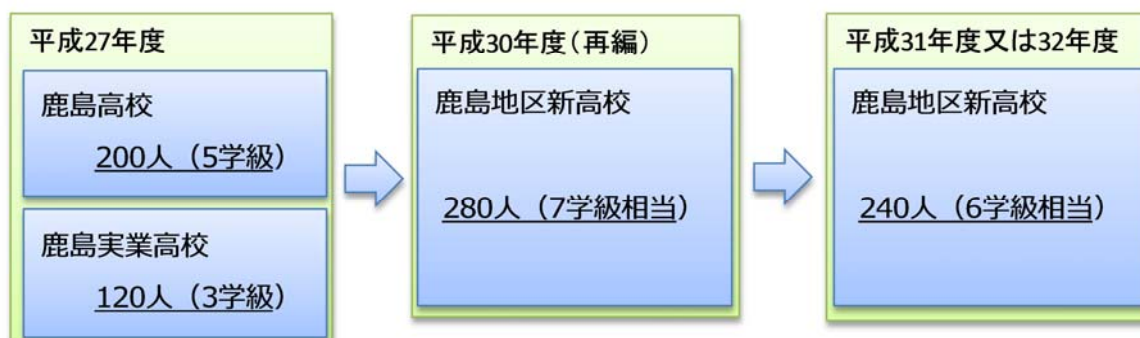 平成27年度
鹿島高校
200人（5学級）
鹿島実業高校
120人（3学級）
平成30年度（再編）
鹿島地区新高校
280人（7学級相当）
平成31年度又は32年度
鹿島地区新高校
240人（6学級相当）